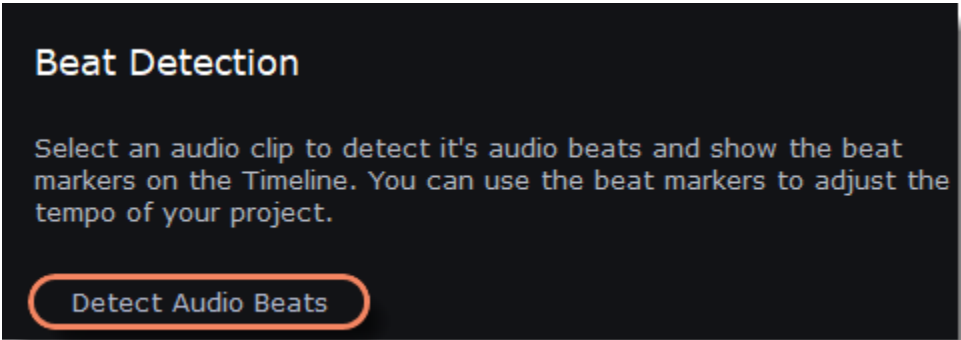 Beat Detection
Select an audio clip to detect it's audio beats and show the beat
markers on the Timeline. You can use the beat markers to adjust the
tempo of your project.
Detect Audio Beats